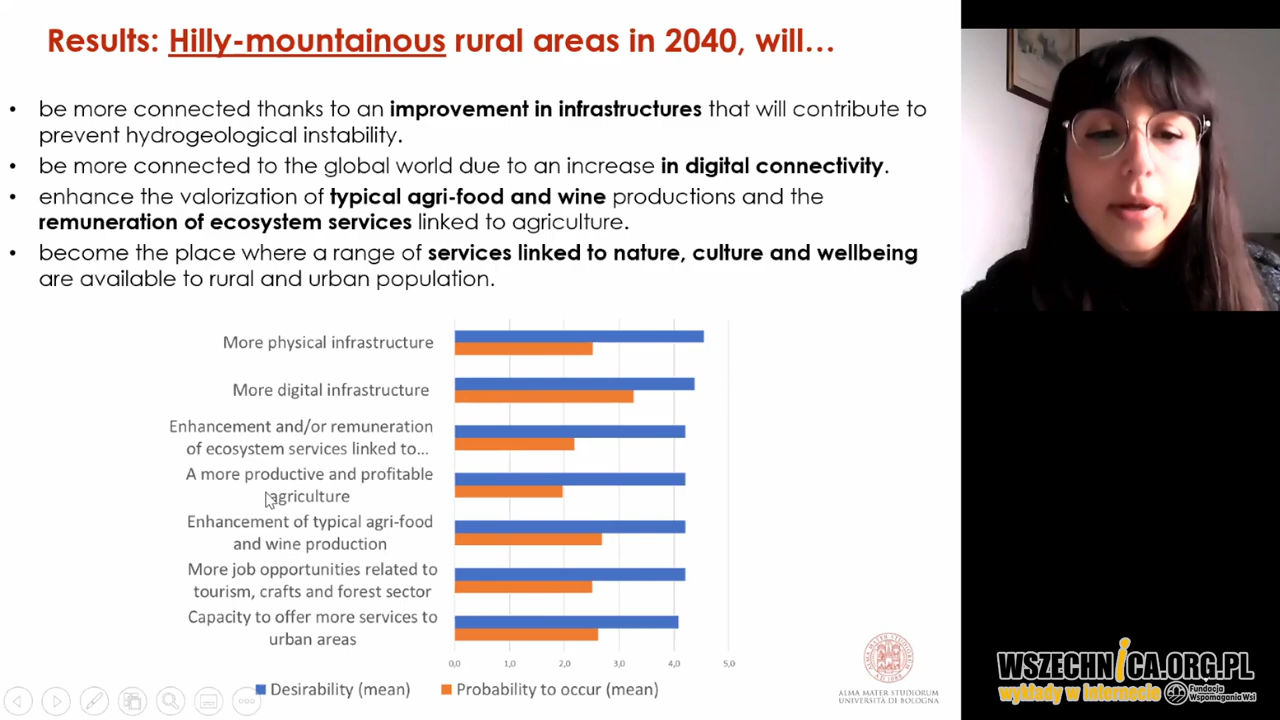 Results: Hilly-mountainous rural areas in 2040, will…
• be more connected thanks to an improvement in infrastructures that will contribute to
prevent hydrogeological instability.
• be more connected to the global world due to an increase in digital connectivity.
• enhance the valorization of typical agri-food and wine productions and the
remuneration of ecosystem services linked to agriculture.
• become the place where a range of services linked to nature, culture and wellbeing
are available to rural and urban population.
More physical infrastructure
More digital infrastructure
Enhancement and/or remuneration
of ecosystem services linked to…
A more productive and profitable
agriculture
Enhancement of typical agri-food
and wine production
More job opportunities related to
tourism, crafts and forest sector
Capacity to offer more services to
urban areas
0,0 1,0 2,0 3,0 4,0 5,0
Desirability (mean) Probability to occur (mean)
ALMA MATER STUDIORUM
UNIVERSITÀ DI BOLOGNA
WSZECHNICA.ORG.PL
wykłady w internecie
Fundacja
Wspomagania Wsi